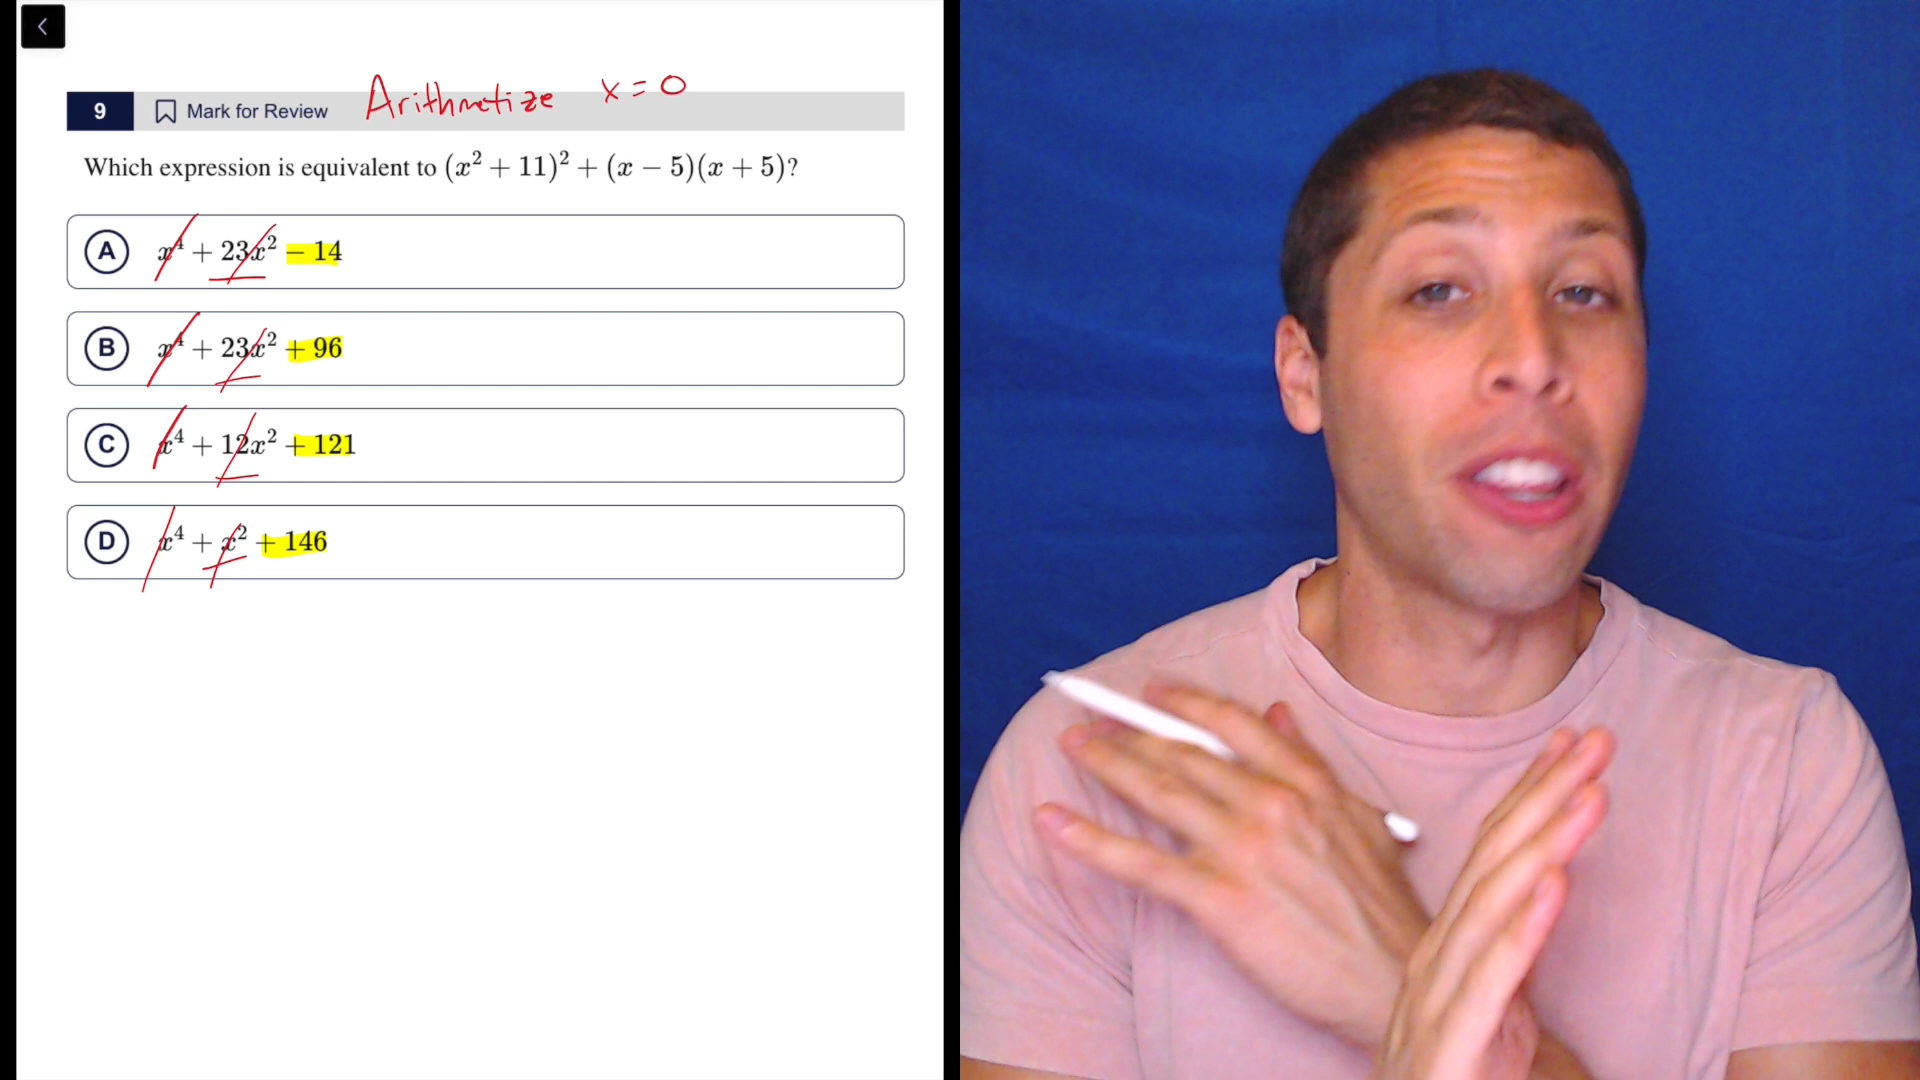 Arithmetize x = 0
9 Mark for Review
Which expression is equivalent to (x² + 11)² + (x − 5)(x + 5)?
A x⁴ + 23x² − 14
B x⁴ + 23x² + 96
C x⁴ + 12x² + 121
D x⁴ + x² + 146